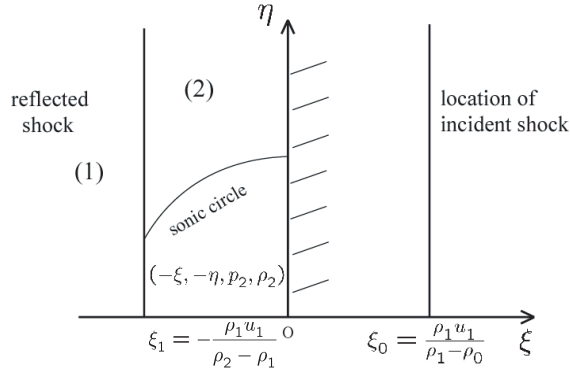 η
reflected
shock
(2)
location of
incident shock
(1)
sonic circle
(−ξ, −η, p₂, ρ₂)
ξ₁ = −ρ₁u₁/(ρ₂ − ρ₁)
O
ξ₀ = ρ₁u₁/(ρ₁−ρ₀)
ξ